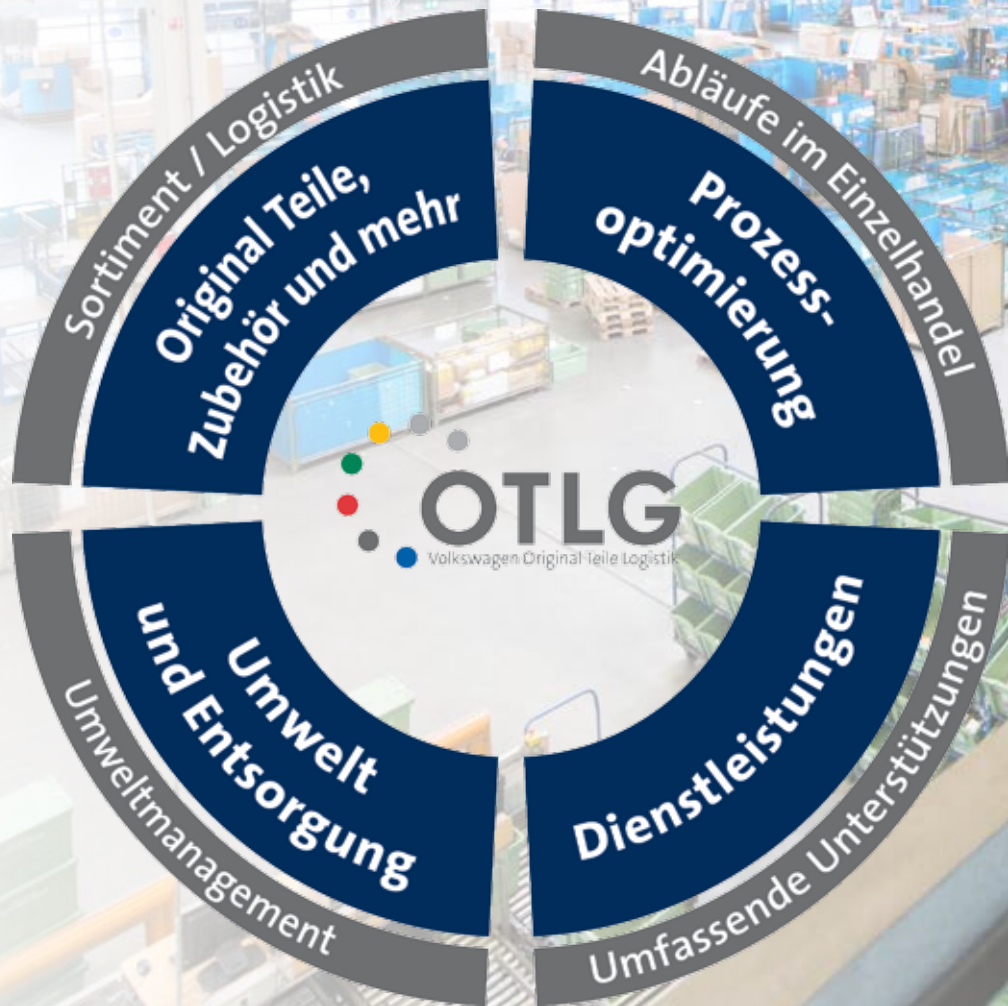 Sortiment / Logistik
Original Teile,
Zubehör und mehr
Abläufe im Einzelhandel
Prozess-
optimierung
OTLG
Volkswagen Original Teile Logistik
Umwelt
und Entsorgung
Umweltmanagement
Dienstleistungen
Umfassende Unterstützungen